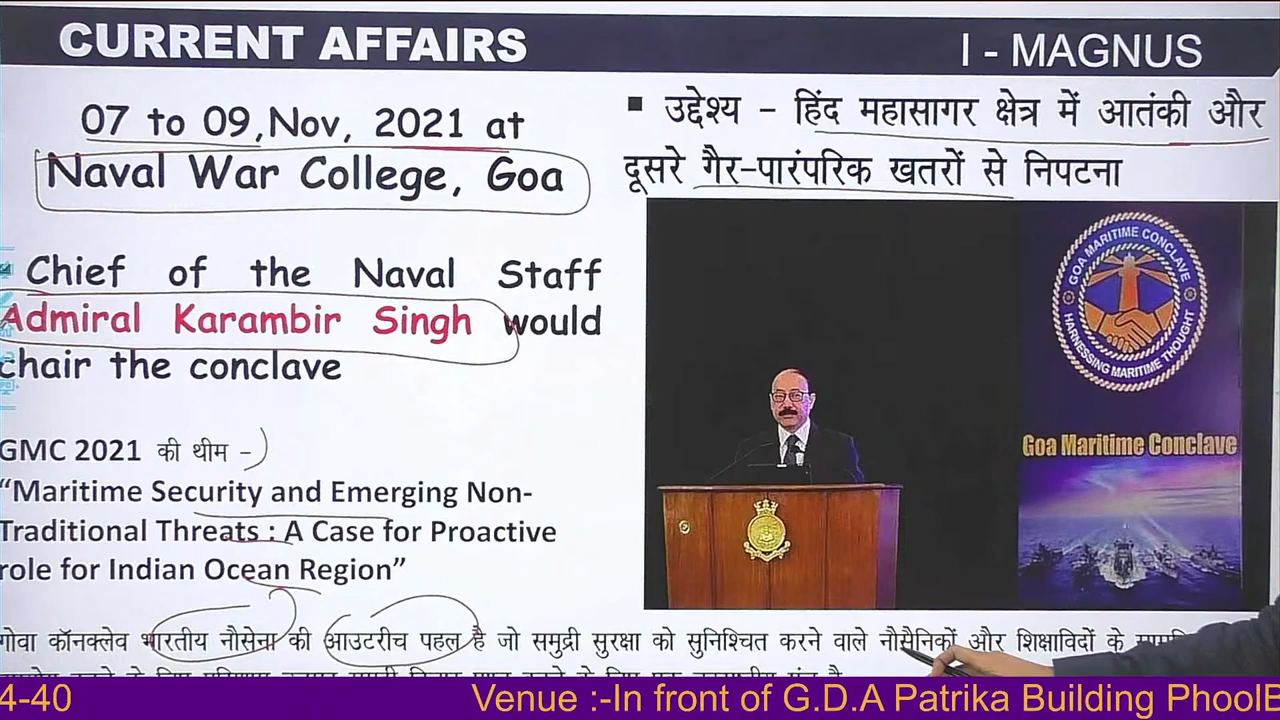 CURRENT AFFAIRS
I - MAGNUS
07 to 09,Nov, 2021 at
Naval War College, Goa
Chief of the Naval Staff
Admiral Karambir Singh would
chair the conclave
GMC 2021 की थीम -
“Maritime Security and Emerging Non-
Traditional Threats : A Case for Proactive
role for Indian Ocean Region”
▪ उद्देश्य – हिंद महासागर क्षेत्र में आतंकी और
दूसरे गैर-पारंपरिक खतरों से निपटना
GOA MARITIME CONCLAVE
HARNESSING MARITIME THOUGHT
Goa Maritime Conclave
गोवा कॉनक्लेव भारतीय नौसेना की आउटरीच पहल है जो समुद्री सुरक्षा को सुनिश्चित करने वाले नौसैनिकों और शिक्षाविदों के
4-40
Venue :-In front of G.D.A Patrika Building PhoolB